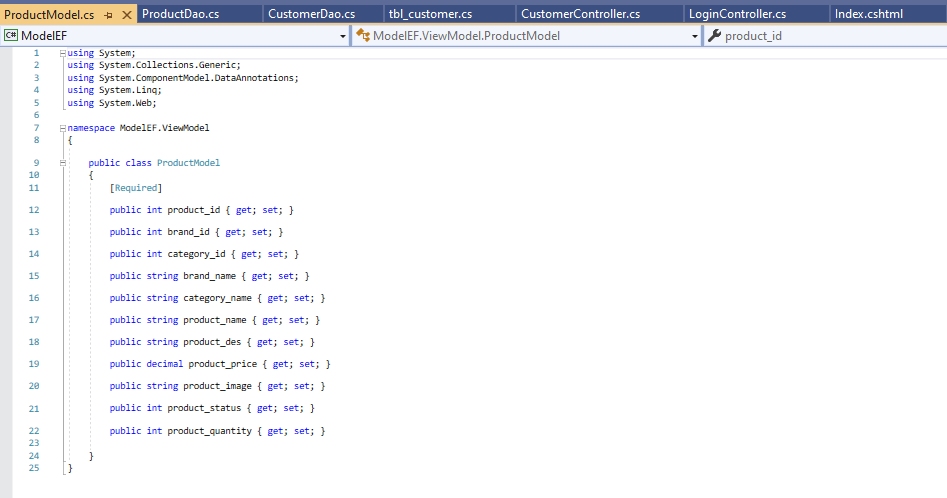 ProductModel.cs ProductDao.cs CustomerDao.cs tbl_customer.cs CustomerController.cs LoginController.cs Index.cshtml
C# ModelEF ModelEF.ViewModel.ProductModel product_id
1 using System;
2 using System.Collections.Generic;
3 using System.ComponentModel.DataAnnotations;
4 using System.Linq;
5 using System.Web;
6
7 namespace ModelEF.ViewModel
8 {
9 public class ProductModel
10 {
11 [Required]
12 public int product_id { get; set; }
13 public int brand_id { get; set; }
14 public int category_id { get; set; }
15 public string brand_name { get; set; }
16 public string category_name { get; set; }
17 public string product_name { get; set; }
18 public string product_des { get; set; }
19 public decimal product_price { get; set; }
20 public string product_image { get; set; }
21 public int product_status { get; set; }
22 public int product_quantity { get; set; }
23
24 }
25 }